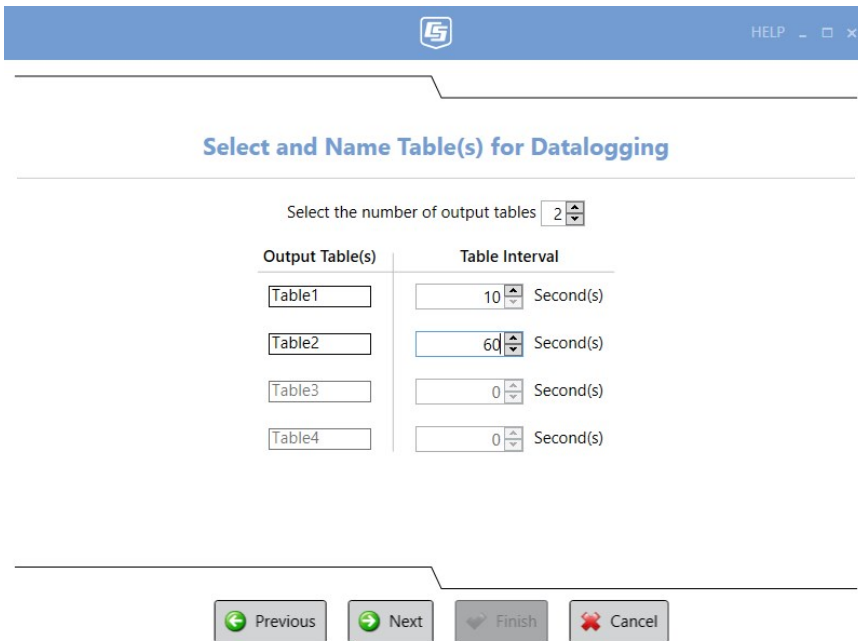 HELP
Select and Name Table(s) for Datalogging
Select the number of output tables 2
Output Table(s) Table Interval
Table1 10 Second(s)
Table2 60 Second(s)
Table3 0 Second(s)
Table4 0 Second(s)
Previous Next Finish Cancel